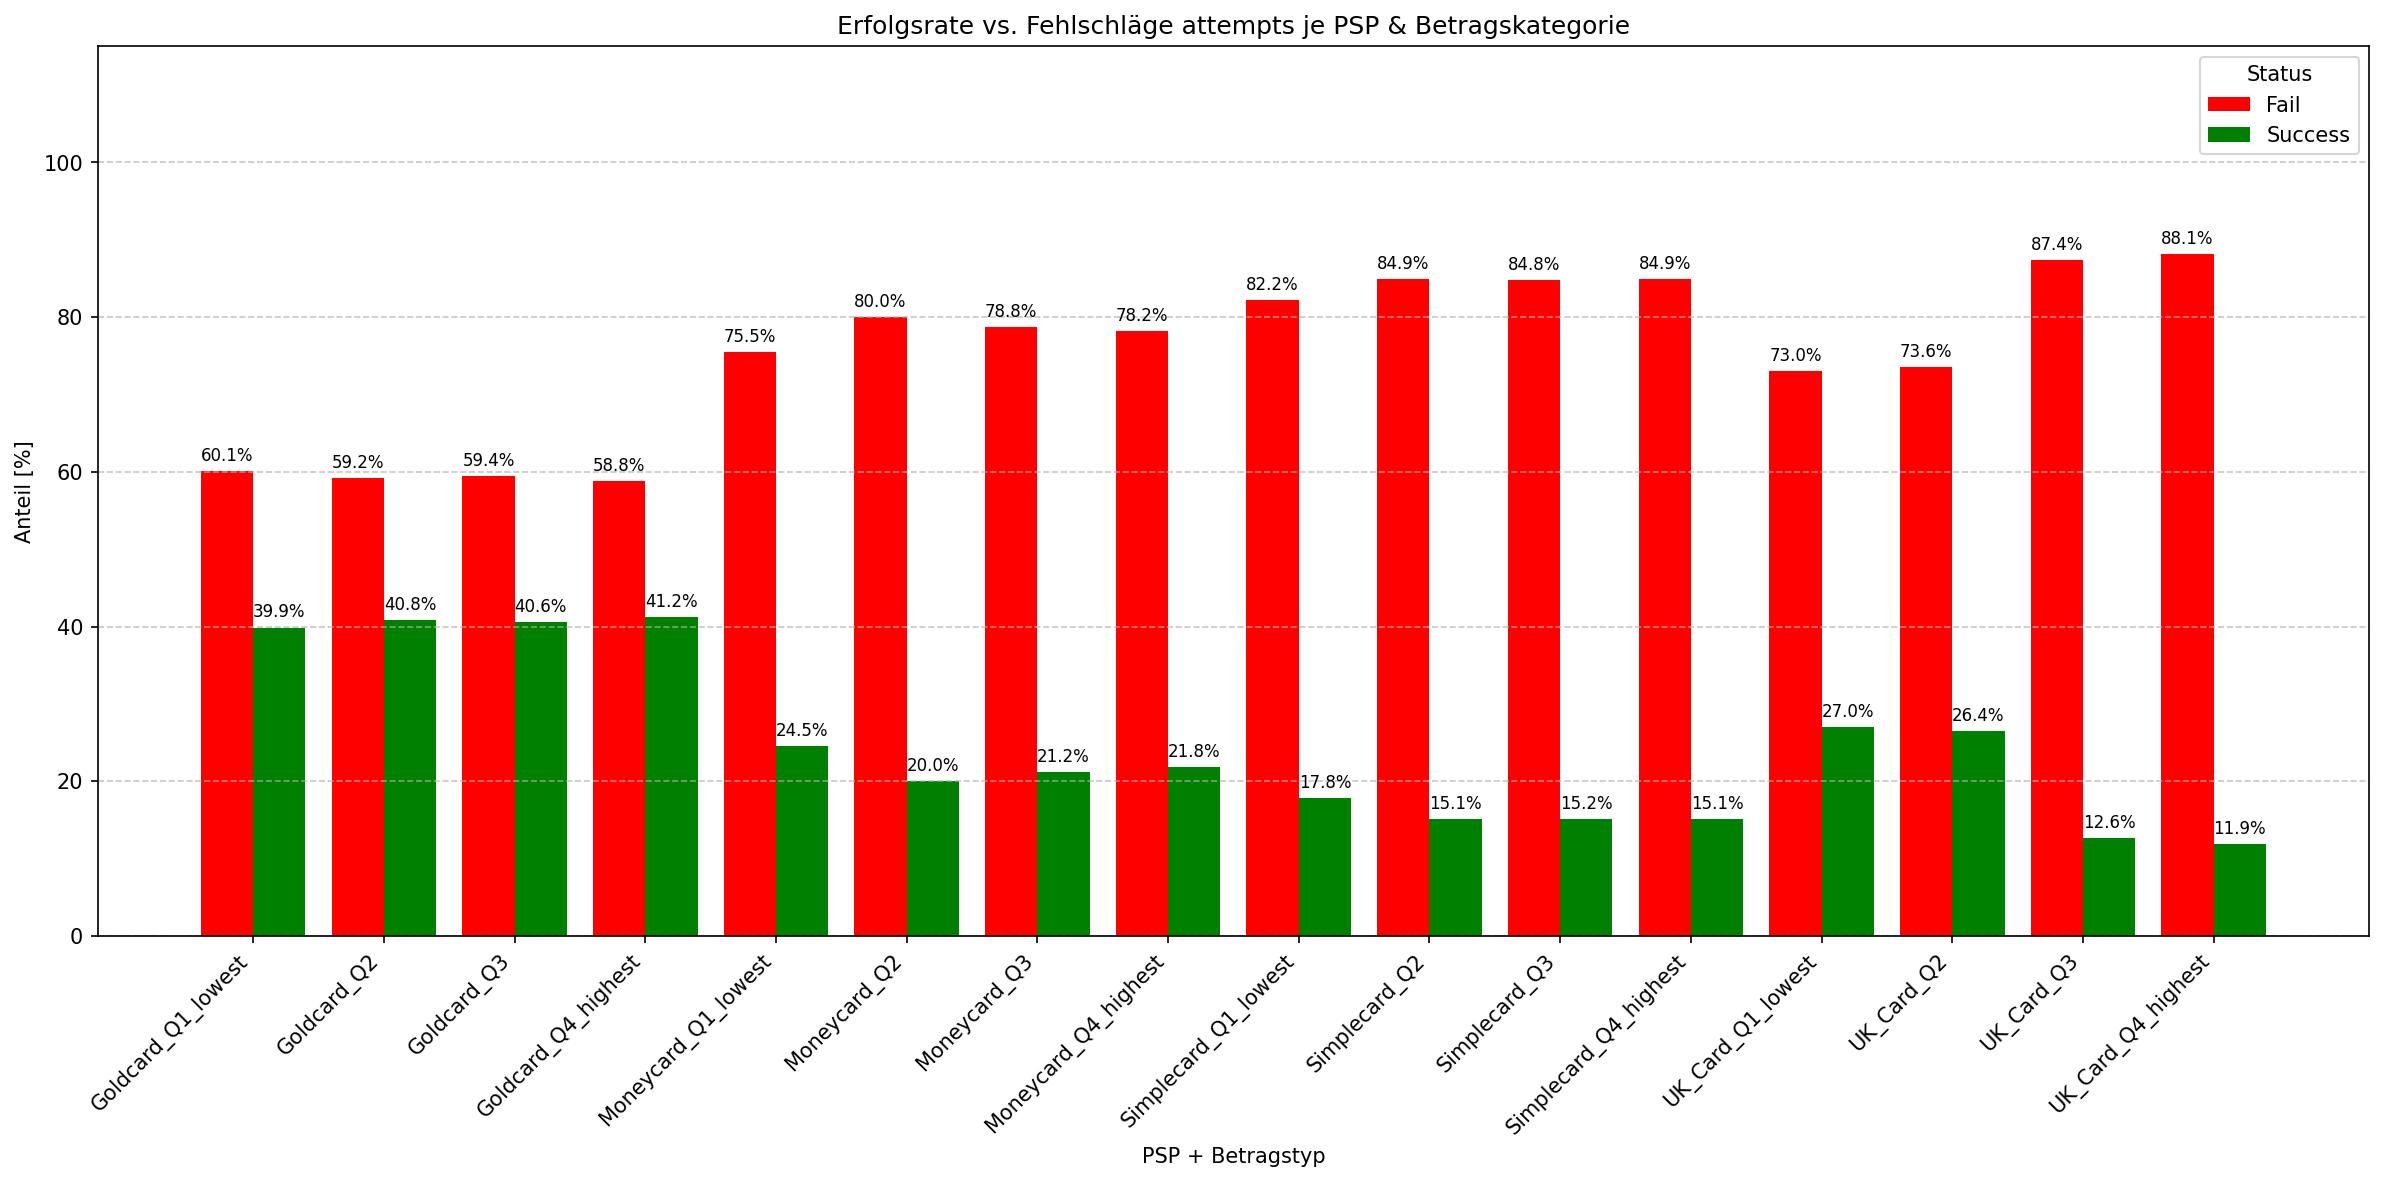 Erfolgsrate vs. Fehlschläge attempts je PSP & Betragskategorie
Status
Fail
Success
Anteil [%]
100
80
60
40
20
0
60.1%
39.9%
59.2%
40.8%
59.4%
40.6%
58.8%
41.2%
75.5%
24.5%
80.0%
20.0%
78.8%
21.2%
78.2%
21.8%
82.2%
17.8%
84.9%
15.1%
84.8%
15.2%
84.9%
15.1%
73.0%
27.0%
73.6%
26.4%
87.4%
12.6%
88.1%
11.9%
Goldcard_Q1_lowest
Goldcard_Q2
Goldcard_Q3
Goldcard_Q4_highest
Moneycard_Q1_lowest
Moneycard_Q2
Moneycard_Q3
Moneycard_Q4_highest
Simplecard_Q1_lowest
Simplecard_Q2
Simplecard_Q3
Simplecard_Q4_highest
UK_Card_Q1_lowest
UK_Card_Q2
UK_Card_Q3
UK_Card_Q4_highest
PSP + Betragstyp